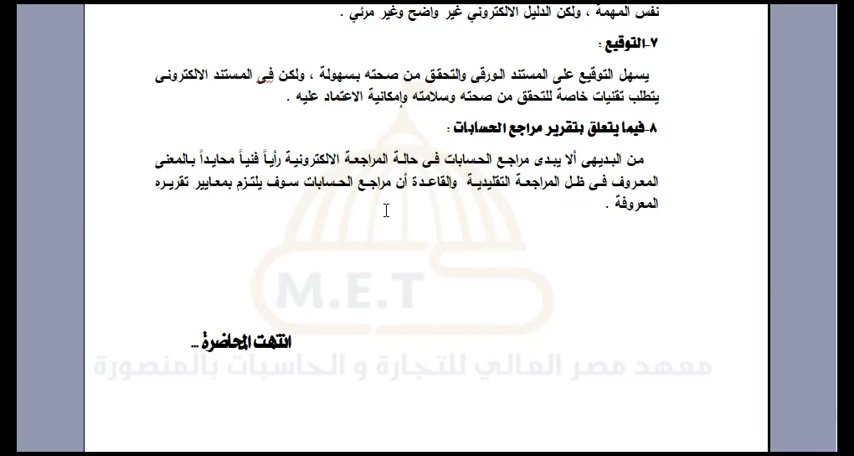 نفس المهمة ، ولكن الدليل الالكتروني غير واضح وغير مرئي .
٧-التوقيع :
يسهل التوقيع على المستند الورقى والتحقق من صحته بسهولة ، ولكن فى المستند الالكترونى
يتطلب تقنيات خاصة للتحقق من صحته وسلامته وإمكانية الاعتماد عليه .
٨-فيما يتعلق بتقرير مراجع الحسابات :
من البديهى ألا يبدى مراجع الحسابات فى حالة المراجعة الالكترونية رأياً فنياً محايداً بالمعنى
المعروف فى ظل المراجعة التقليدية والقاعدة أن مراجع الحسابات سوف يلتزم بمعايير تقريره
المعروفة .
M.E.T
انتهت المحاضرة ...
معهد مصر العالي للتجارة و الحاسبات بالمنصورة